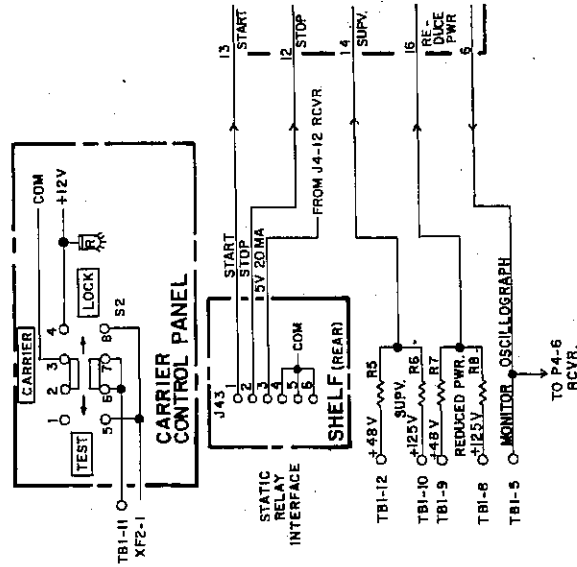 CARRIER
COM
+12V
1
2
3
4
R
TEST
LOCK
5
6
7
8
S2
TB1-11
XF2-1
CARRIER
CONTROL PANEL
J43
1
START
13
START
2
STOP
12
STOP
3
5V 20 MA
FROM J4-12 RCVR.
4
5
COM
6
SHELF (REAR)
STATIC
RELAY
INTERFACE
14
SUPV.
16
RE-
DUCE
PWR
6
TB1-12
+48V
R5
SUPV.
TB1-10
+125V
R6
TB1-9
+48V
R7
REDUCED PWR.
TB1-8
+125V
R8
TB1-5
MONITOR OSCILLOGRAPH
TO P4-6
RCVR.